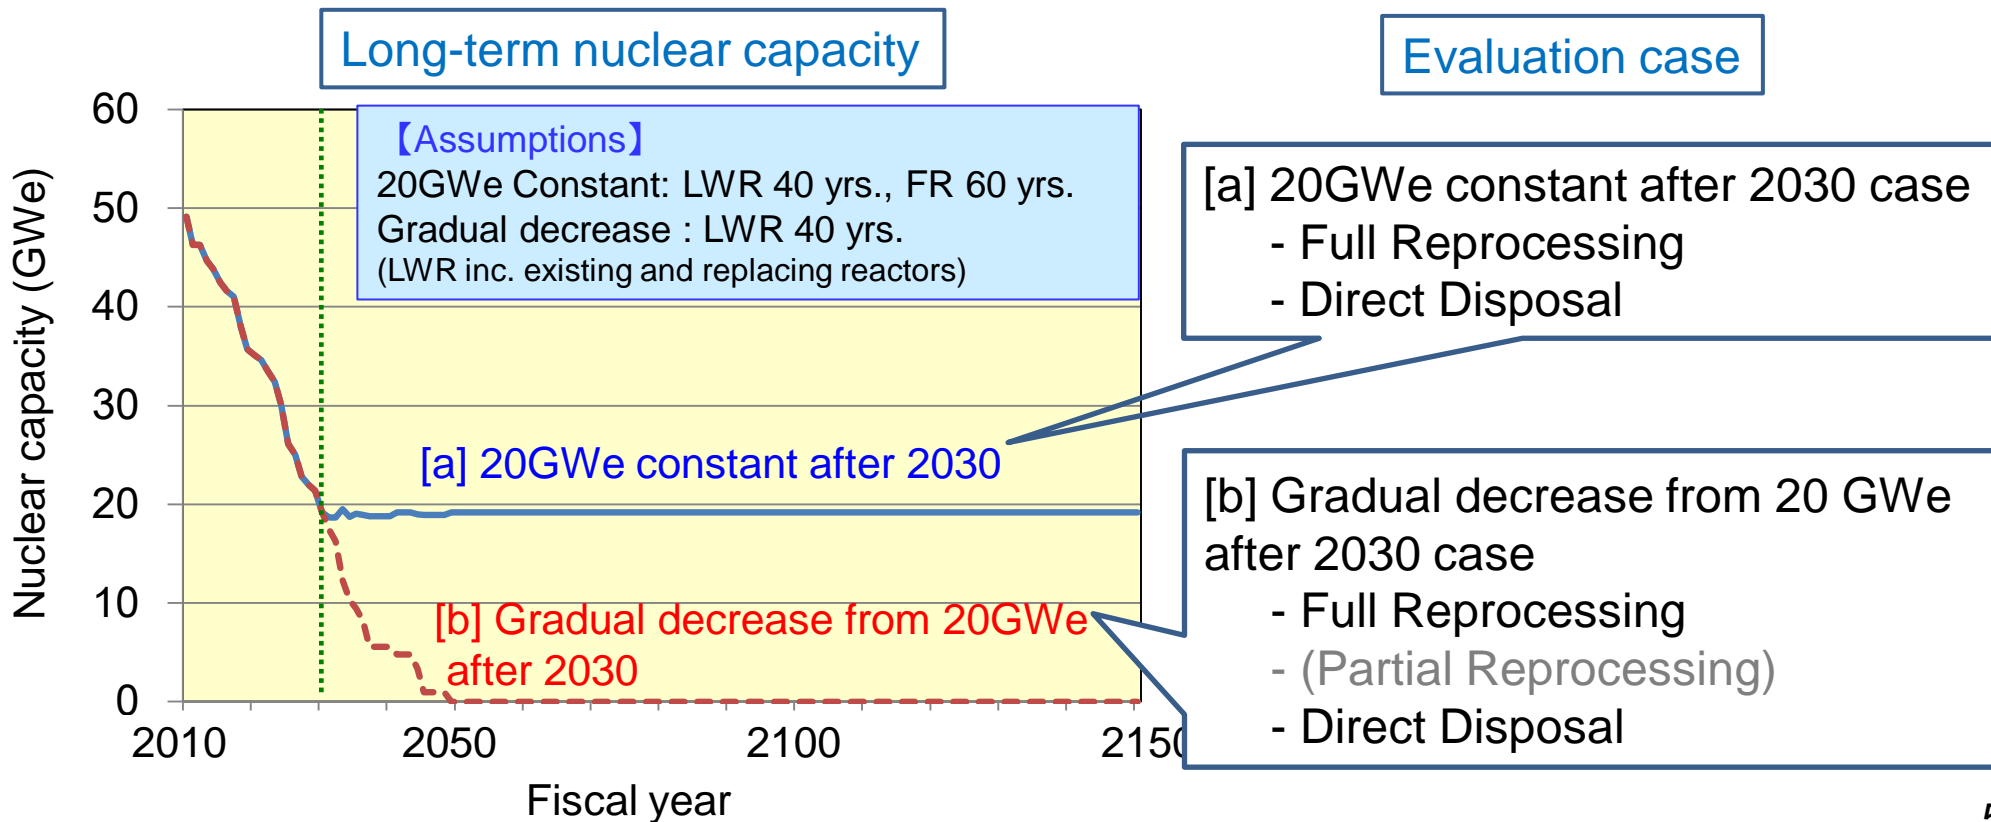 Long-term nuclear capacity
Evaluation case
Nuclear capacity (GWe)
60
50
40
30
20
10
0
【Assumptions】
20GWe Constant: LWR 40 yrs., FR 60 yrs.
Gradual decrease : LWR 40 yrs.
(LWR inc. existing and replacing reactors)
[a] 20GWe constant after 2030
[b] Gradual decrease from 20GWe
after 2030
2010
2050
2100
2150
Fiscal year
[a] 20GWe constant after 2030 case
- Full Reprocessing
- Direct Disposal
[b] Gradual decrease from 20 GWe
after 2030 case
- Full Reprocessing
- (Partial Reprocessing)
- Direct Disposal